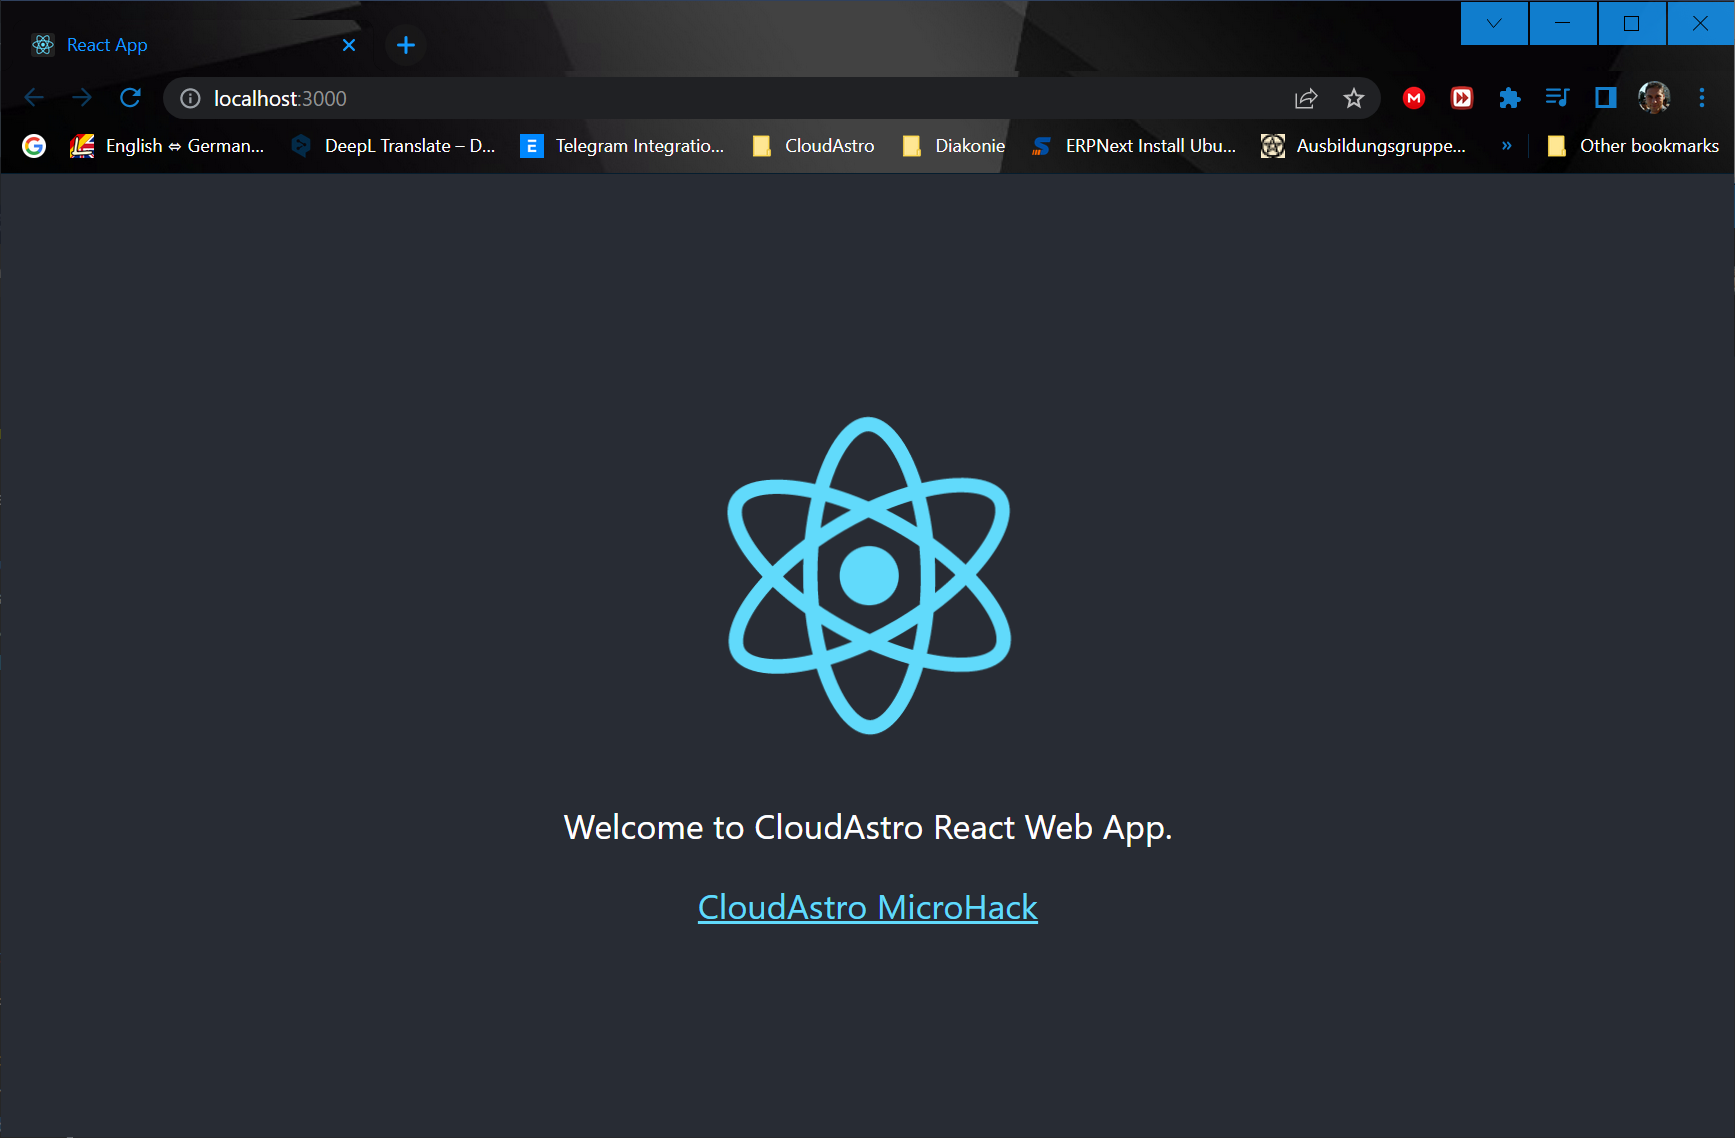 React App
localhost:3000
English ⇔ German...
DeepL Translate – D...
Telegram Integratio...
CloudAstro
Diakonie
ERPNext Install Ubu...
Ausbildungsgruppe...
»
Other bookmarks
Welcome to CloudAstro React Web App.
CloudAstro MicroHack